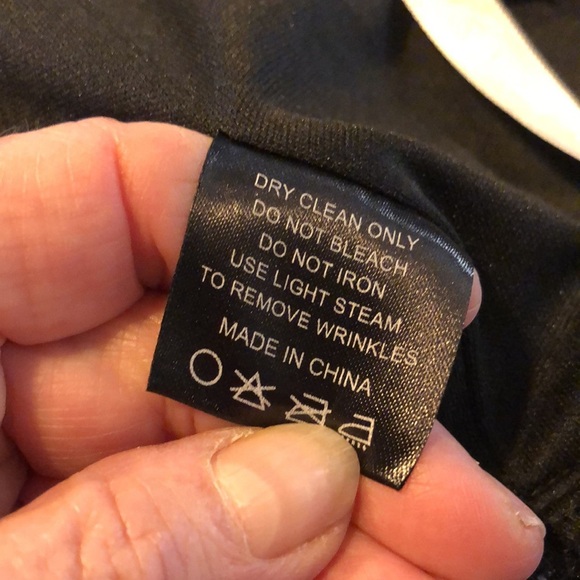 DRY CLEAN ONLY
DO NOT BLEACH
DO NOT IRON
USE LIGHT STEAM
TO REMOVE WRINKLES
MADE IN CHINA